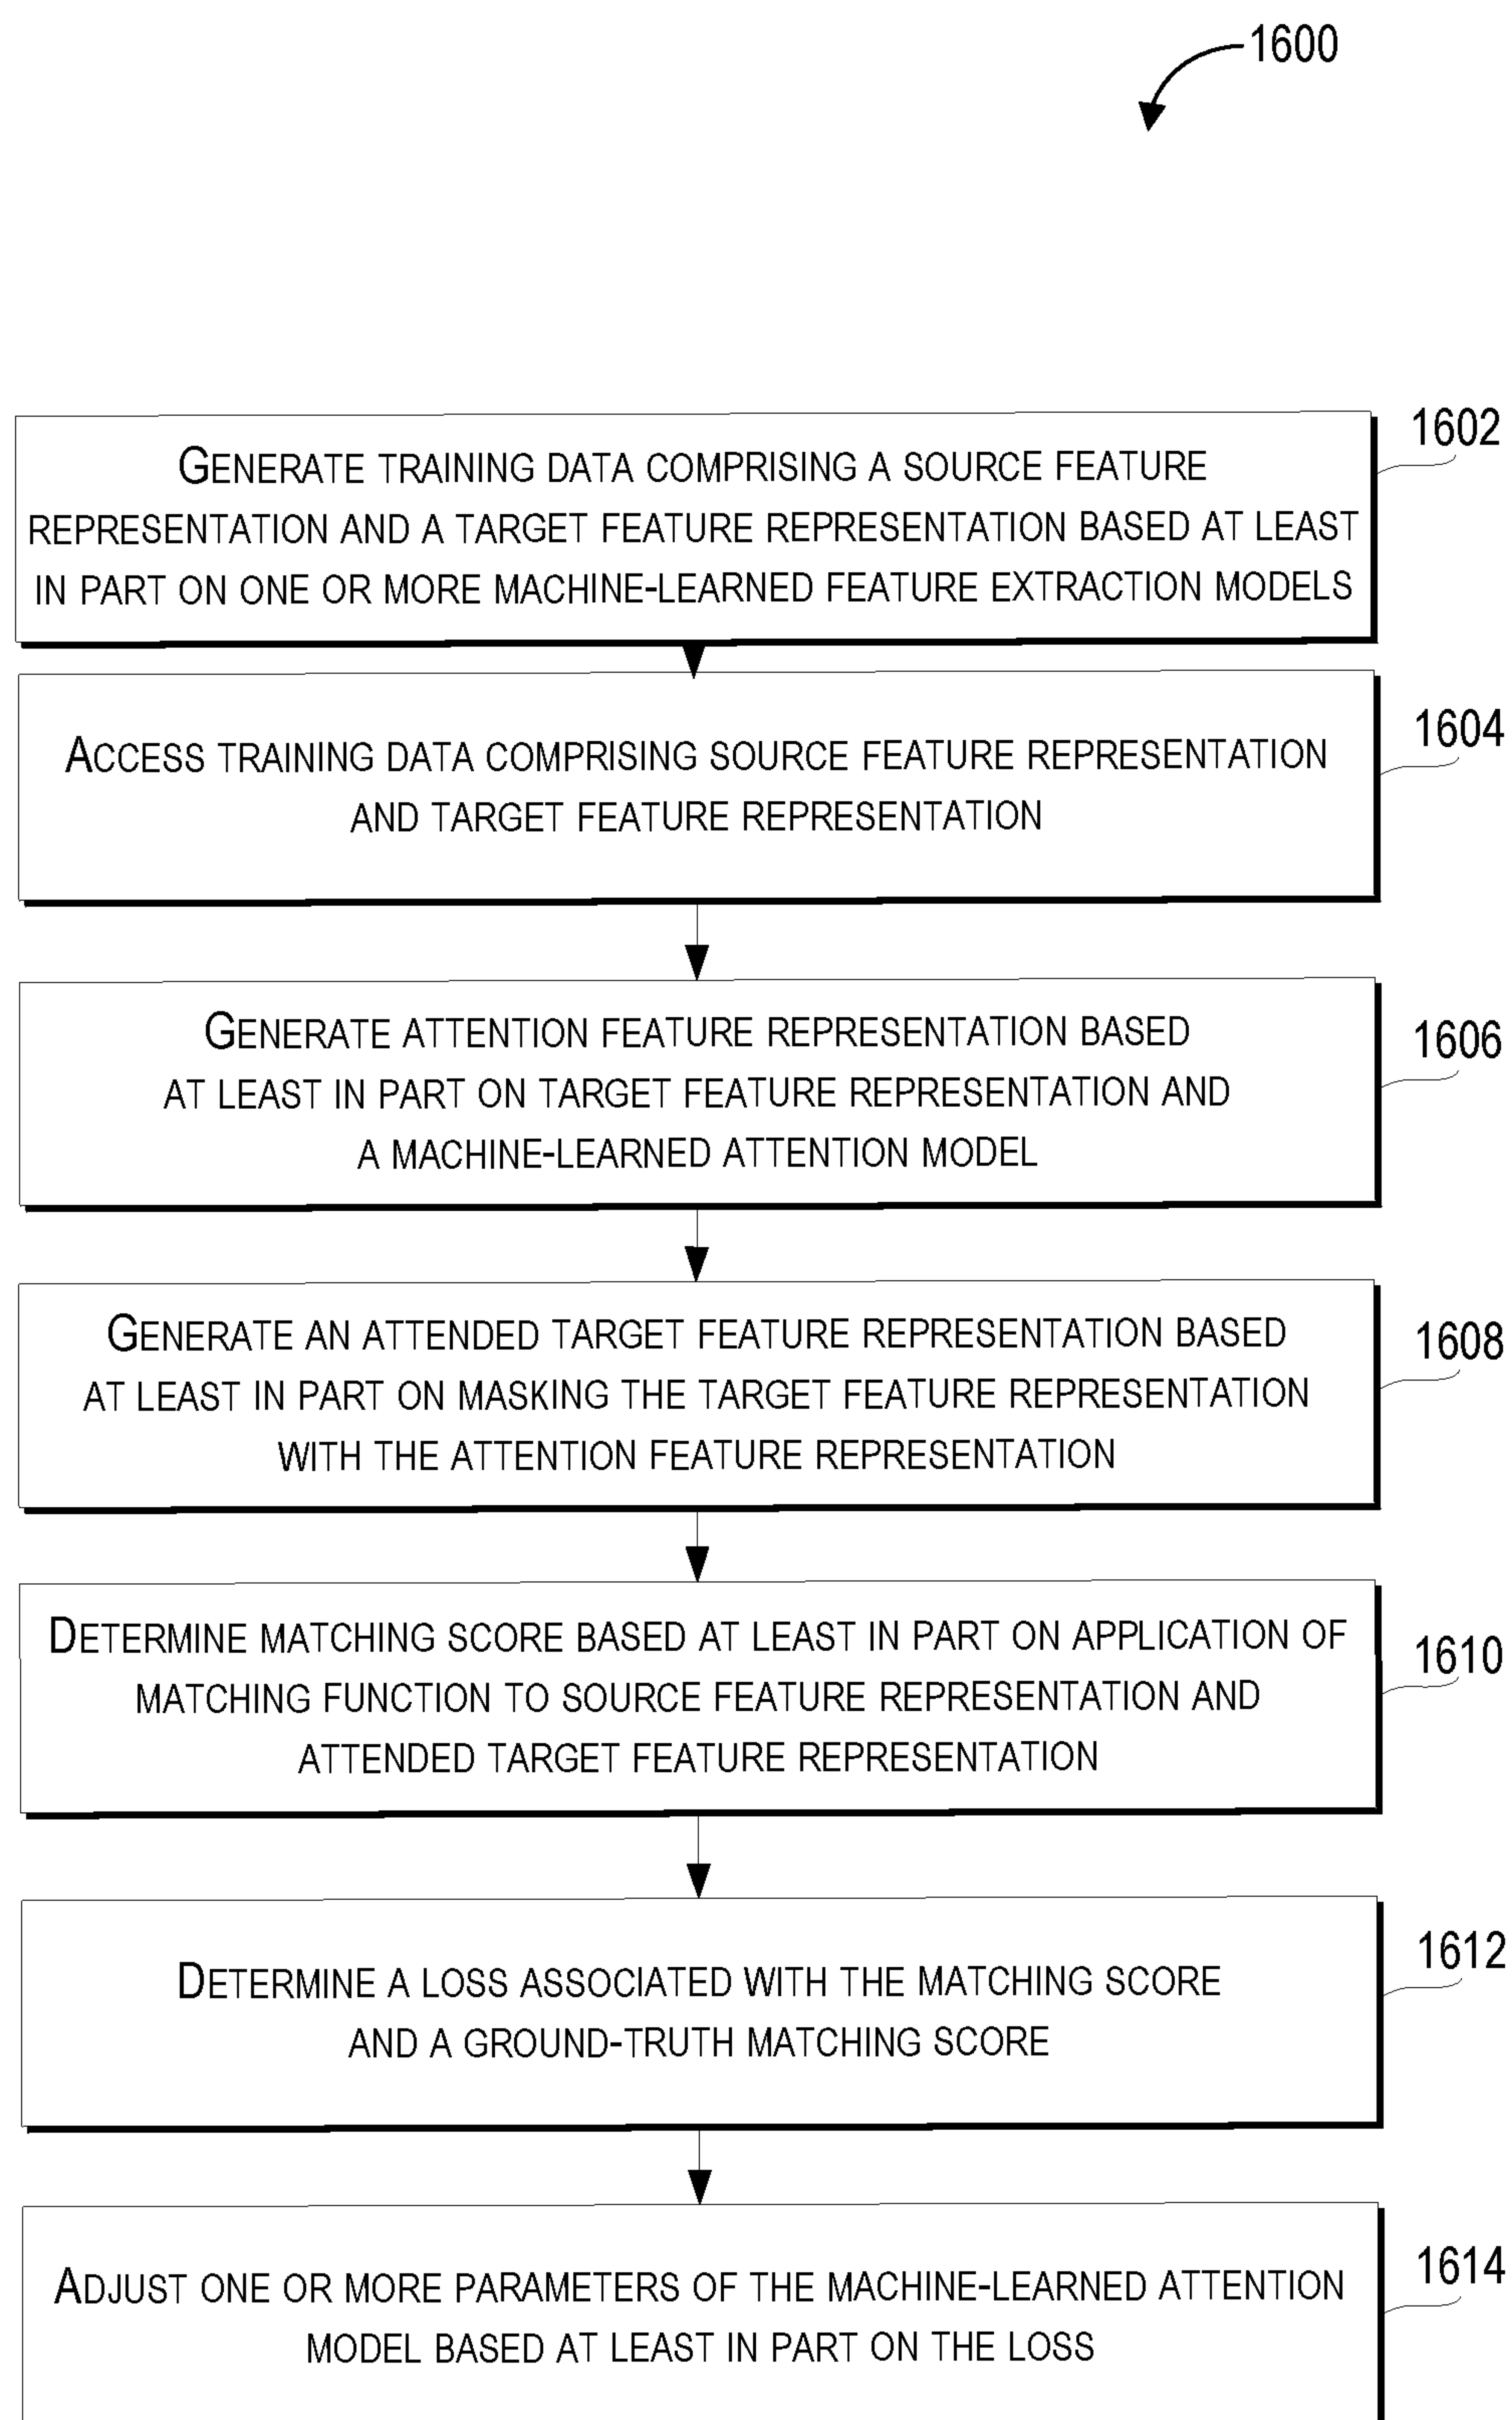 1600
1602
GENERATE TRAINING DATA COMPRISING A SOURCE FEATURE
REPRESENTATION AND A TARGET FEATURE REPRESENTATION BASED AT LEAST
IN PART ON ONE OR MORE MACHINE-LEARNED FEATURE EXTRACTION MODELS
1604
ACCESS TRAINING DATA COMPRISING SOURCE FEATURE REPRESENTATION
AND TARGET FEATURE REPRESENTATION
1606
GENERATE ATTENTION FEATURE REPRESENTATION BASED
AT LEAST IN PART ON TARGET FEATURE REPRESENTATION AND
A MACHINE-LEARNED ATTENTION MODEL
1608
GENERATE AN ATTENDED TARGET FEATURE REPRESENTATION BASED
AT LEAST IN PART ON MASKING THE TARGET FEATURE REPRESENTATION
WITH THE ATTENTION FEATURE REPRESENTATION
1610
DETERMINE MATCHING SCORE BASED AT LEAST IN PART ON APPLICATION OF
MATCHING FUNCTION TO SOURCE FEATURE REPRESENTATION AND
ATTENDED TARGET FEATURE REPRESENTATION
1612
DETERMINE A LOSS ASSOCIATED WITH THE MATCHING SCORE
AND A GROUND-TRUTH MATCHING SCORE
1614
ADJUST ONE OR MORE PARAMETERS OF THE MACHINE-LEARNED ATTENTION
MODEL BASED AT LEAST IN PART ON THE LOSS